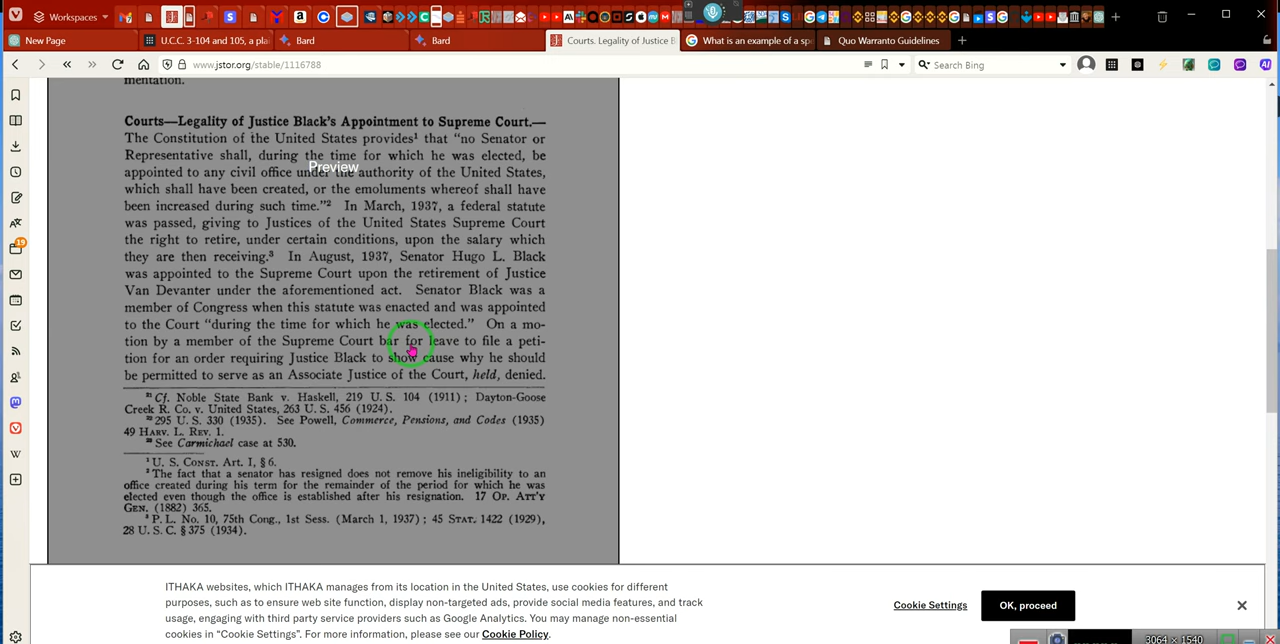 Workspaces
New Page
U.C.C. 3-104 and 105, a pla
Bard
Bard
Courts. Legality of Justice B
What is an example of a sp
Quo Warranto Guidelines
www.jstor.org/stable/1116788
Search Bing
19
mentation.
Courts—Legality of Justice Black's Appointment to Supreme Court.—
The Constitution of the United States provides¹ that "no Senator or
Representative shall, during the time for which he was elected, be
Preview
appointed to any civil office under the authority of the United States,
which shall have been created, or the emoluments whereof shall have
been increased during such time."² In March, 1937, a federal statute
was passed, giving to Justices of the United States Supreme Court
the right to retire, under certain conditions, upon the salary which
they are then receiving.³ In August, 1937, Senator Hugo L. Black
was appointed to the Supreme Court upon the retirement of Justice
Van Devanter under the aforementioned act. Senator Black was a
member of Congress when this statute was enacted and was appointed
to the Court "during the time for which he was elected." On a mo-
tion by a member of the Supreme Court bar for leave to file a peti-
tion for an order requiring Justice Black to show cause why he should
be permitted to serve as an Associate Justice of the Court, held, denied.
²¹ Cf. Noble State Bank v. Haskell, 219 U. S. 104 (1911) ; Dayton-Goose
Creek R. Co. v. United States, 263 U. S. 456 (1924).
²² 295 U. S. 330 (1935). See Powell, Commerce, Pensions, and Codes (1935)
49 HARV. L. REV. 1.
²³ See Carmichael case at 530.
¹ U. S. CONST. Art. I, § 6.
² The fact that a senator has resigned does not remove his ineligibility to an
office created during his term for the remainder of the period for which he was
elected even though the office is established after his resignation. 17 OP. ATT'Y
GEN. (1882) 365.
³ P. L. No. 10, 75th Cong., 1st Sess. (March 1, 1937) ; 45 STAT. 1422 (1929),
28 U. S. C. § 375 (1934).
ITHAKA websites, which ITHAKA manages from its location in the United States, use cookies for different
purposes, such as to ensure web site function, display non-targeted ads, provide social media features, and track
usage, engaging with third party service providers such as Google Analytics. You may manage non-essential
cookies in "Cookie Settings". For more information, please see our Cookie Policy.
Cookie Settings
OK, proceed
3064 × 1540